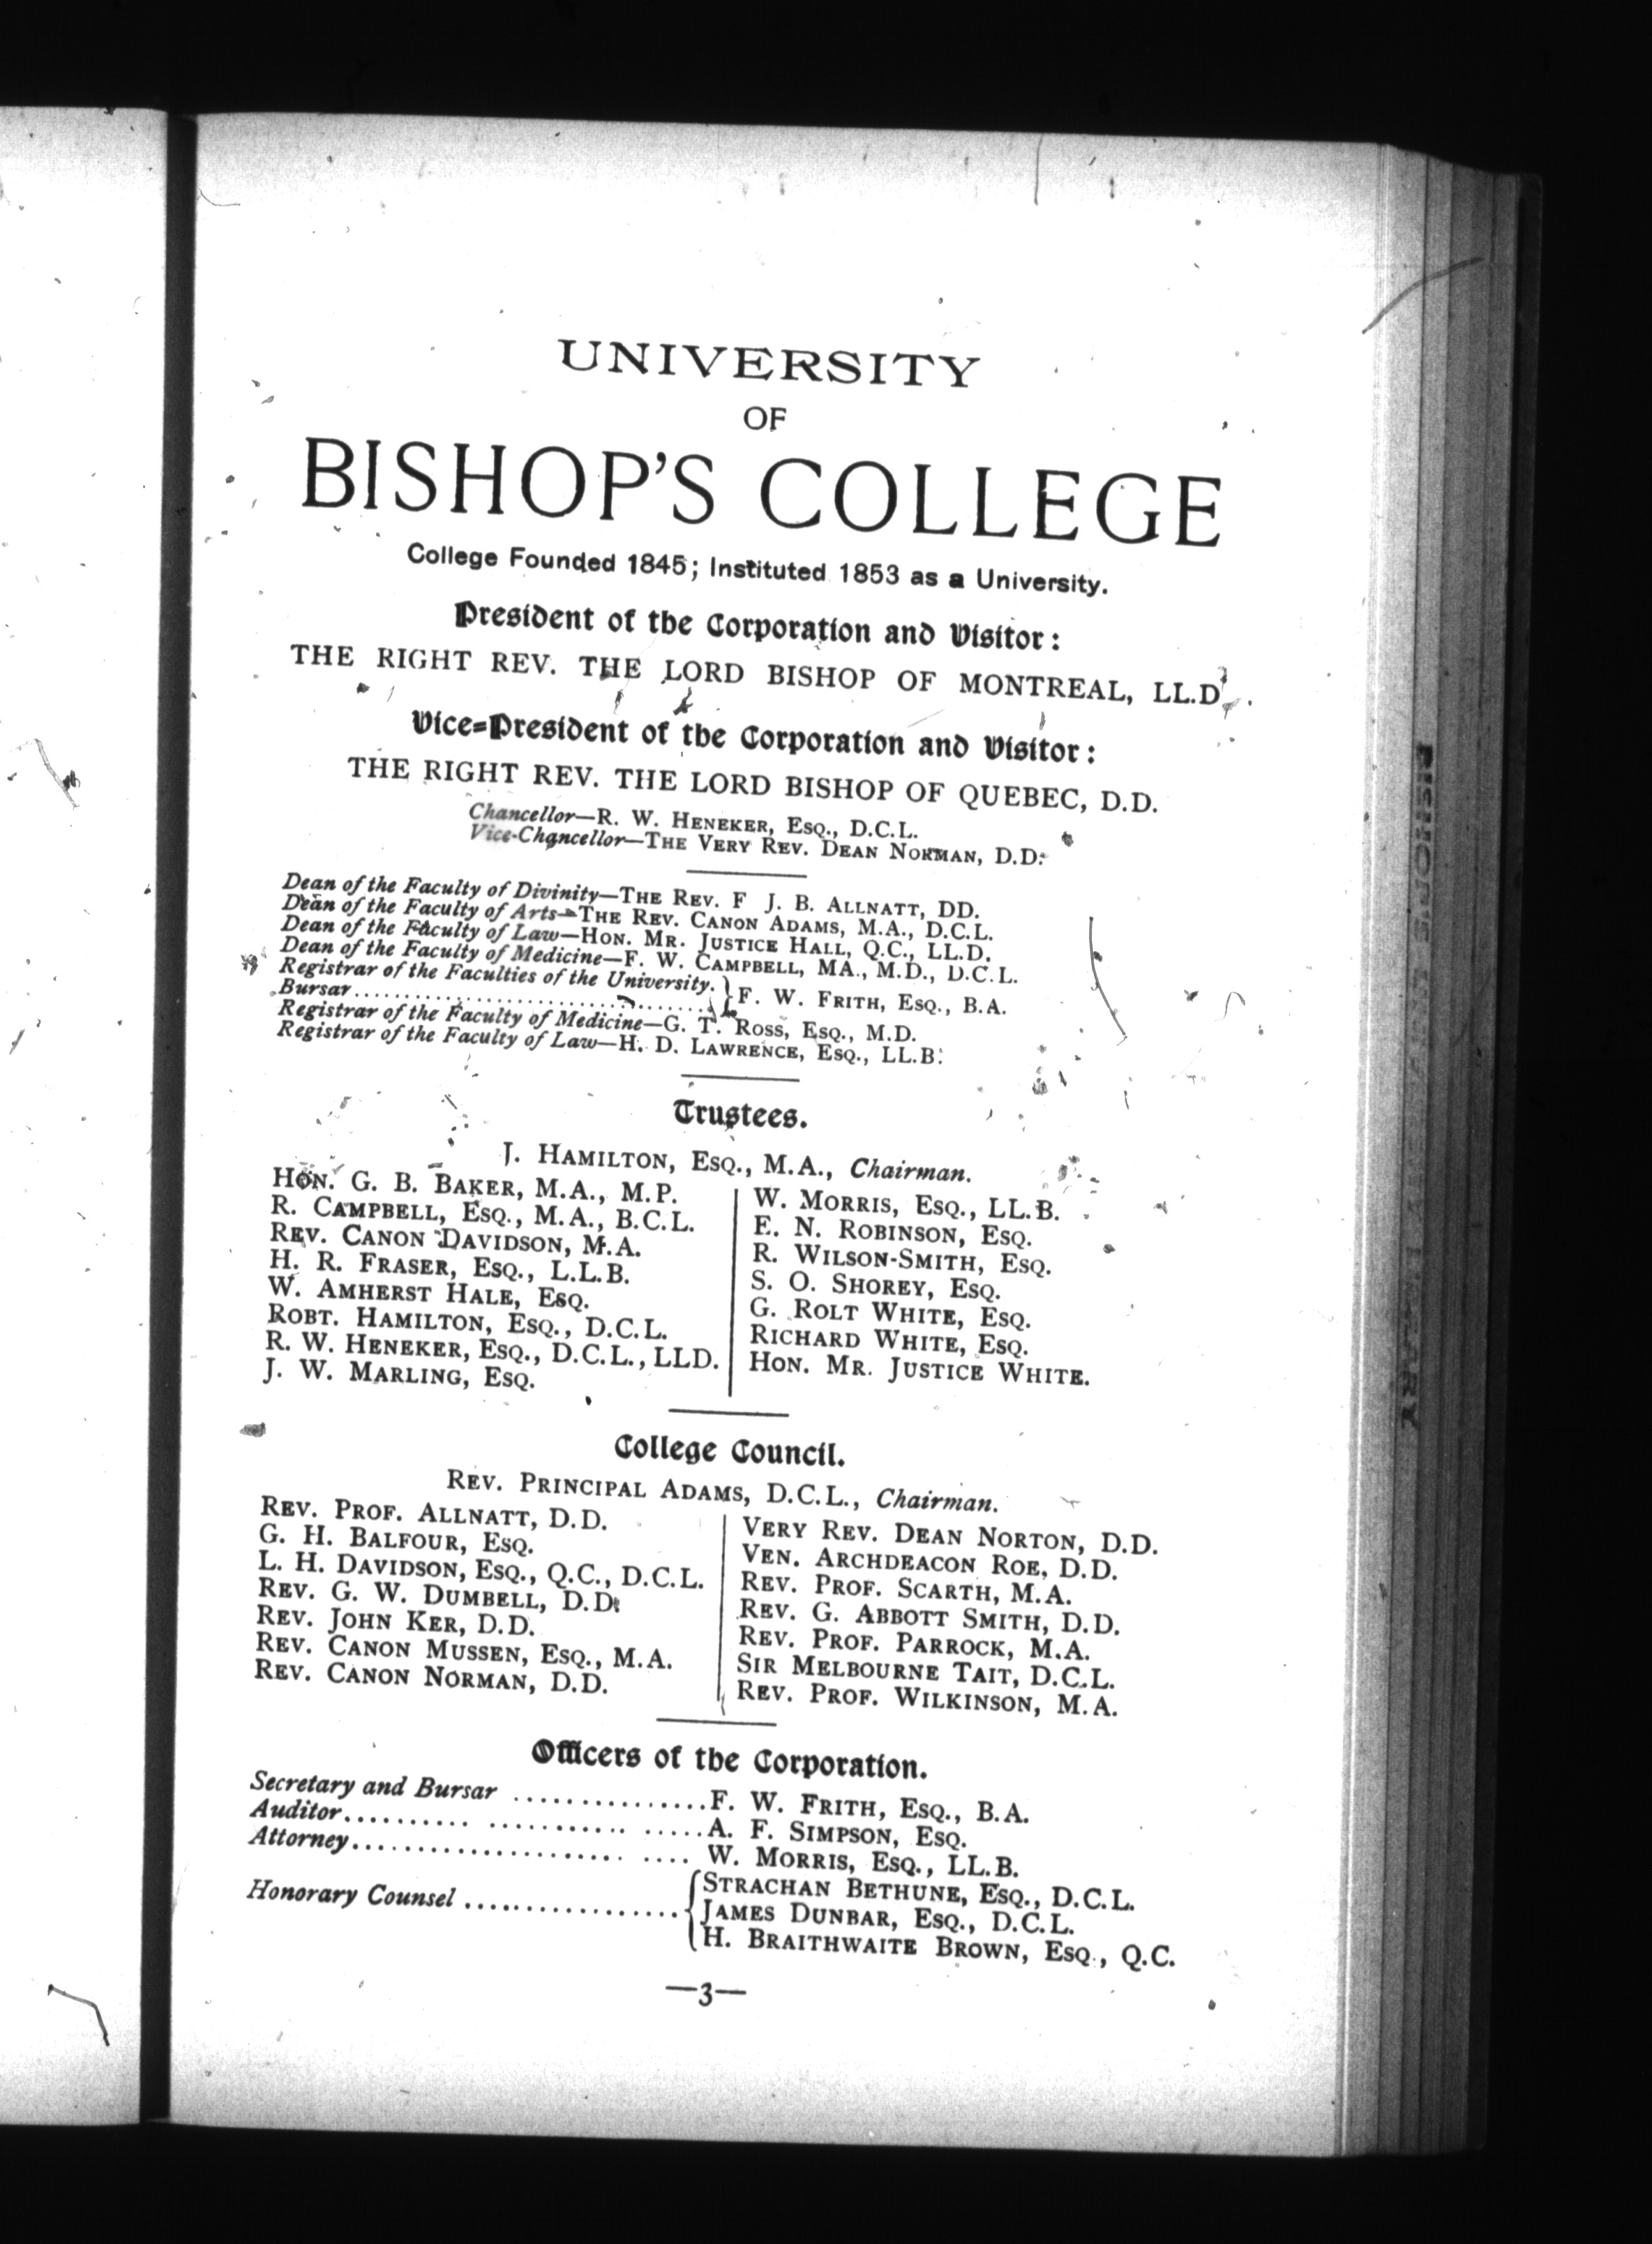 UNIVERSITY
OF
BISHOP'S COLLEGE
College Founded 1845; Instituted 1853 as a University.
President of the Corporation and Visitor:
THE RIGHT REV. THE LORD BISHOP OF MONTREAL, LL.D.
Vice-President of the Corporation and Visitor:
THE RIGHT REV. THE LORD BISHOP OF QUEBEC, D.D.
Chancellor—R. W. HENEKER, ESQ., D.C.L.
Vice-Chancellor—THE VERY REV. DEAN NORMAN, D.D.
Dean of the Faculty of Divinity—THE REV. F J. B. ALLNATT, DD.
Dean of the Faculty of Arts—THE REV. CANON ADAMS, M.A., D.C.L.
Dean of the Faculty of Law—HON. MR. JUSTICE HALL, Q.C., LL.D.
Dean of the Faculty of Medicine—F. W. CAMPBELL, MA., M.D., D.C.L.
Registrar of the Faculties of the University. } F. W. FRITH, ESQ., B.A.
Bursar........................................
Registrar of the Faculty of Medicine—G. T. ROSS, ESQ., M.D.
Registrar of the Faculty of Law—H. D. LAWRENCE, ESQ., LL.B.
Trustees.
J. HAMILTON, ESQ., M.A., Chairman.
HON. G. B. BAKER, M.A., M.P.
R. CAMPBELL, ESQ., M.A., B.C.L.
REV. CANON DAVIDSON, M.A.
H. R. FRASER, ESQ., L.L.B.
W. AMHERST HALE, ESQ.
ROBT. HAMILTON, ESQ., D.C.L.
R. W. HENEKER, ESQ., D.C.L., LLD.
J. W. MARLING, ESQ.
W. MORRIS, ESQ., LL.B.
E. N. ROBINSON, ESQ.
R. WILSON-SMITH, ESQ.
S. O. SHOREY, ESQ.
G. ROLT WHITE, ESQ.
RICHARD WHITE, ESQ.
HON. MR. JUSTICE WHITE.
College Council.
REV. PRINCIPAL ADAMS, D.C.L., Chairman.
REV. PROF. ALLNATT, D.D.
G. H. BALFOUR, ESQ.
L. H. DAVIDSON, ESQ., Q.C., D.C.L.
REV. G. W. DUMBELL, D.D.
REV. JOHN KER, D.D.
REV. CANON MUSSEN, ESQ., M.A.
REV. CANON NORMAN, D.D.
VERY REV. DEAN NORTON, D.D.
VEN. ARCHDEACON ROE, D.D.
REV. PROF. SCARTH, M.A.
REV. G. ABBOTT SMITH, D.D.
REV. PROF. PARROCK, M.A.
SIR MELBOURNE TAIT, D.C.L.
REV. PROF. WILKINSON, M.A.
Officers of the Corporation.
Secretary and Bursar ...............F. W. FRITH, ESQ., B.A.
Auditor.......... ........... .....A. F. SIMPSON, ESQ.
Attorney..................... .... W. MORRIS, ESQ., LL.B.
Honorary Counsel ................. { STRACHAN BETHUNE, ESQ., D.C.L.
JAMES DUNBAR, ESQ., D.C.L.
H. BRAITHWAITE BROWN, ESQ., Q.C.
—3—